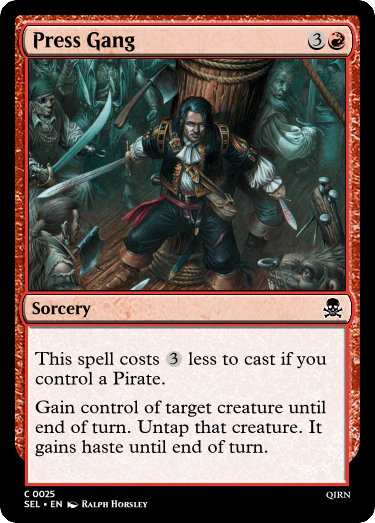 Press Gang 3
Sorcery
This spell costs 3 less to cast if you
control a Pirate.
Gain control of target creature until
end of turn. Untap that creature. It
gains haste until end of turn.
C 0025 QIRN
SEL • EN Ralph Horsley